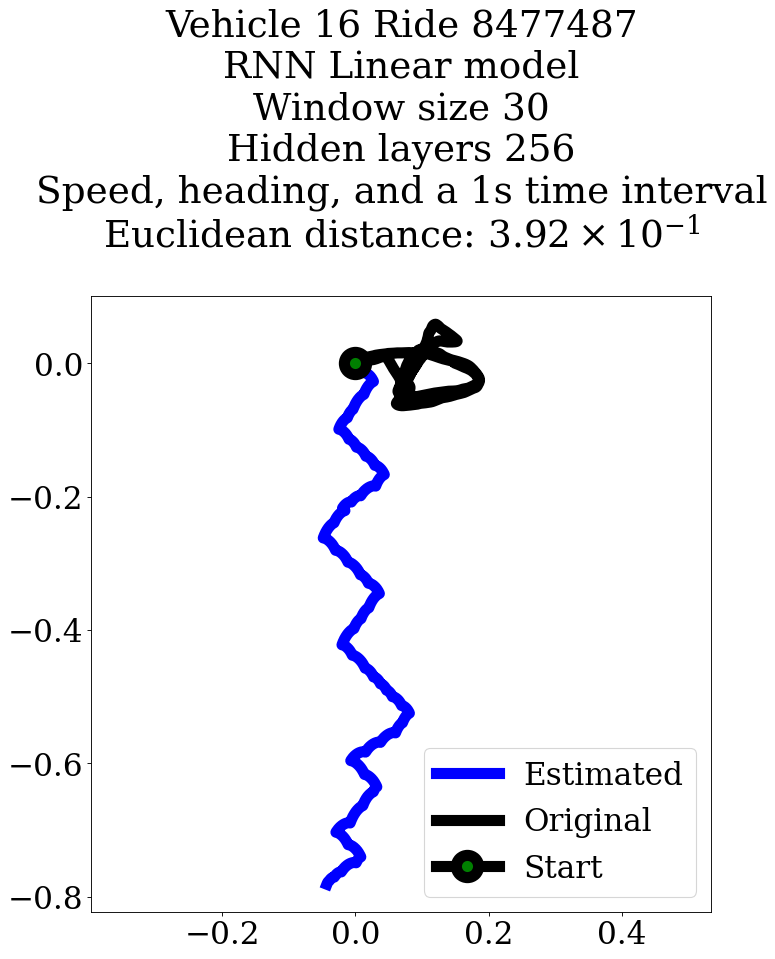 Vehicle 16 Ride 8477487
RNN Linear model
Window size 30
Hidden layers 256
Speed, heading, and a 1s time interval
Euclidean distance: 3.92 × 10⁻¹
0.0
−0.2
−0.4
−0.6
−0.8
−0.2 0.0 0.2 0.4
Estimated
Original
Start